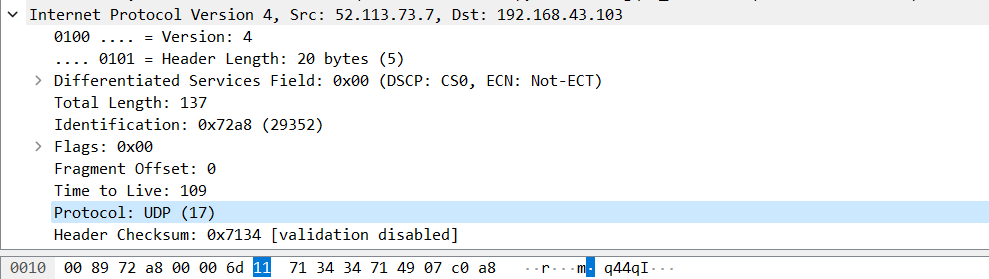 Internet Protocol Version 4, Src: 52.113.73.7, Dst: 192.168.43.103
0100 .... = Version: 4
.... 0101 = Header Length: 20 bytes (5)
Differentiated Services Field: 0x00 (DSCP: CS0, ECN: Not-ECT)
Total Length: 137
Identification: 0x72a8 (29352)
Flags: 0x00
Fragment Offset: 0
Time to Live: 109
Protocol: UDP (17)
Header Checksum: 0x7134 [validation disabled]
0010 00 89 72 a8 00 00 6d 11 71 34 34 71 49 07 c0 a8 ··r···m· q44qI···